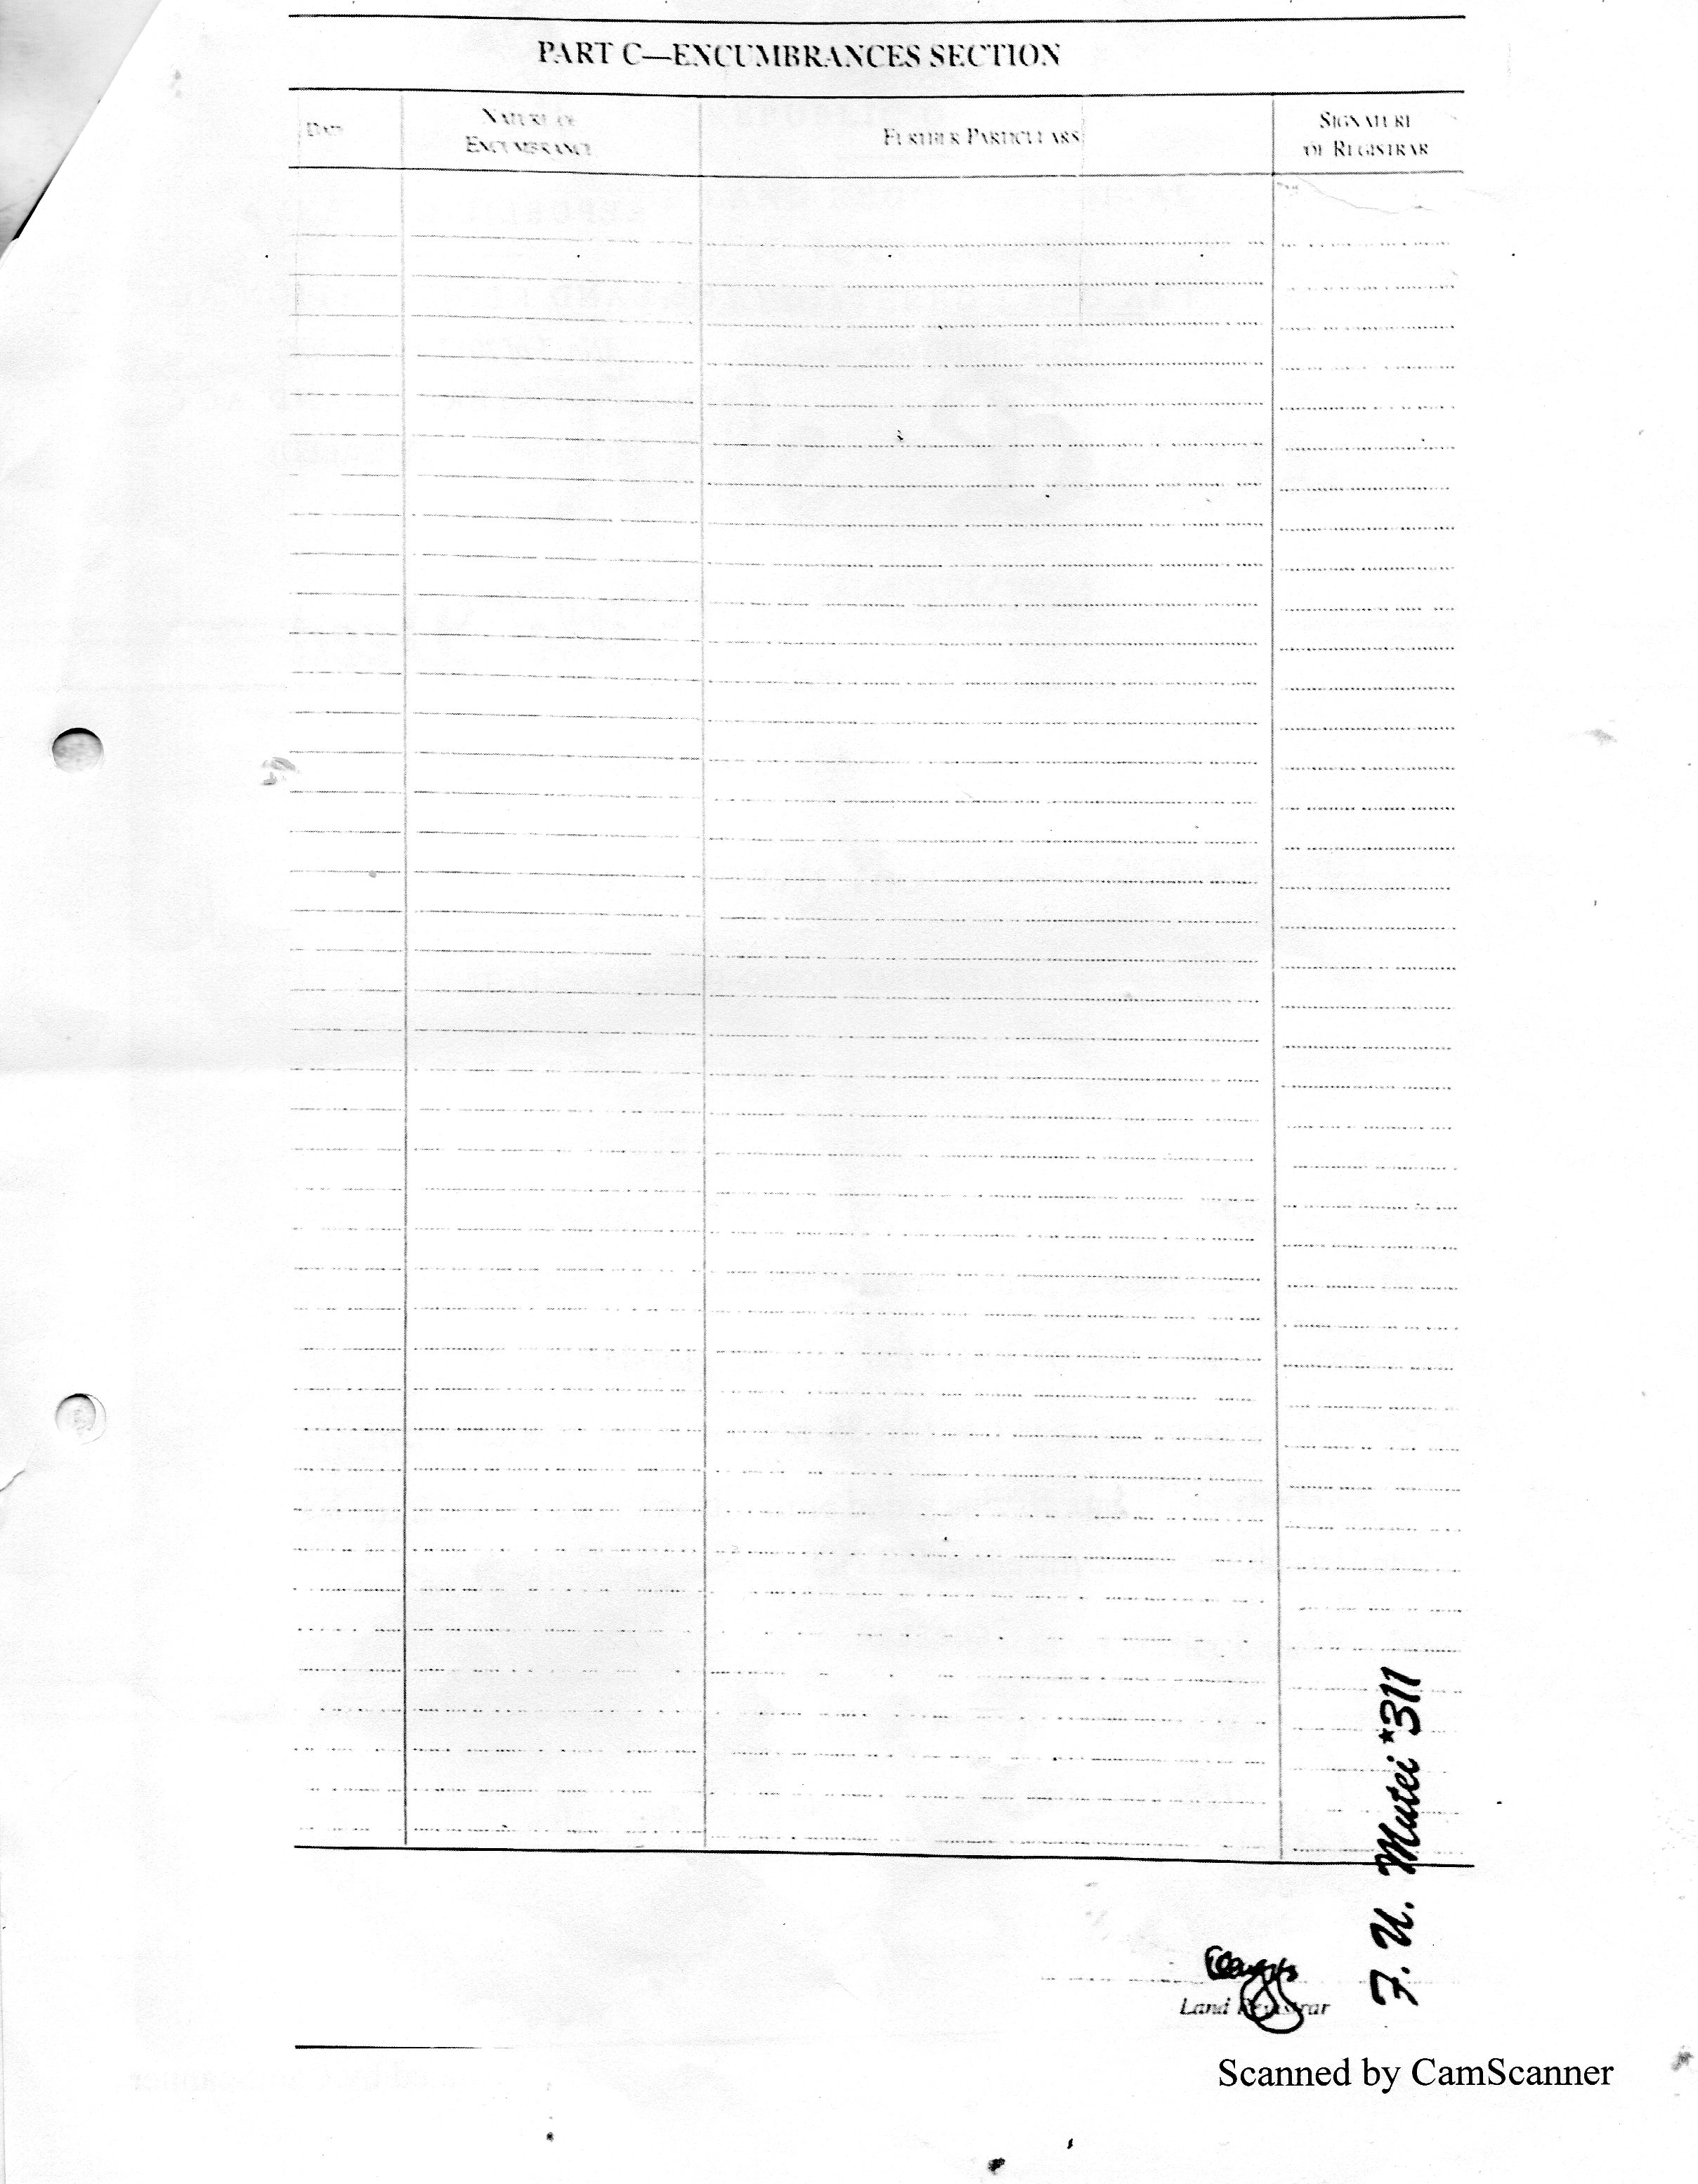 PART C—ENCUMBRANCES SECTION
DATE
NATURE OF
ENCUMBRANCE
FURTHER PARTICULARS
SIGNATURE
OF REGISTRAR
F. U. Mutei *311
Land Registrar
Scanned by CamScanner